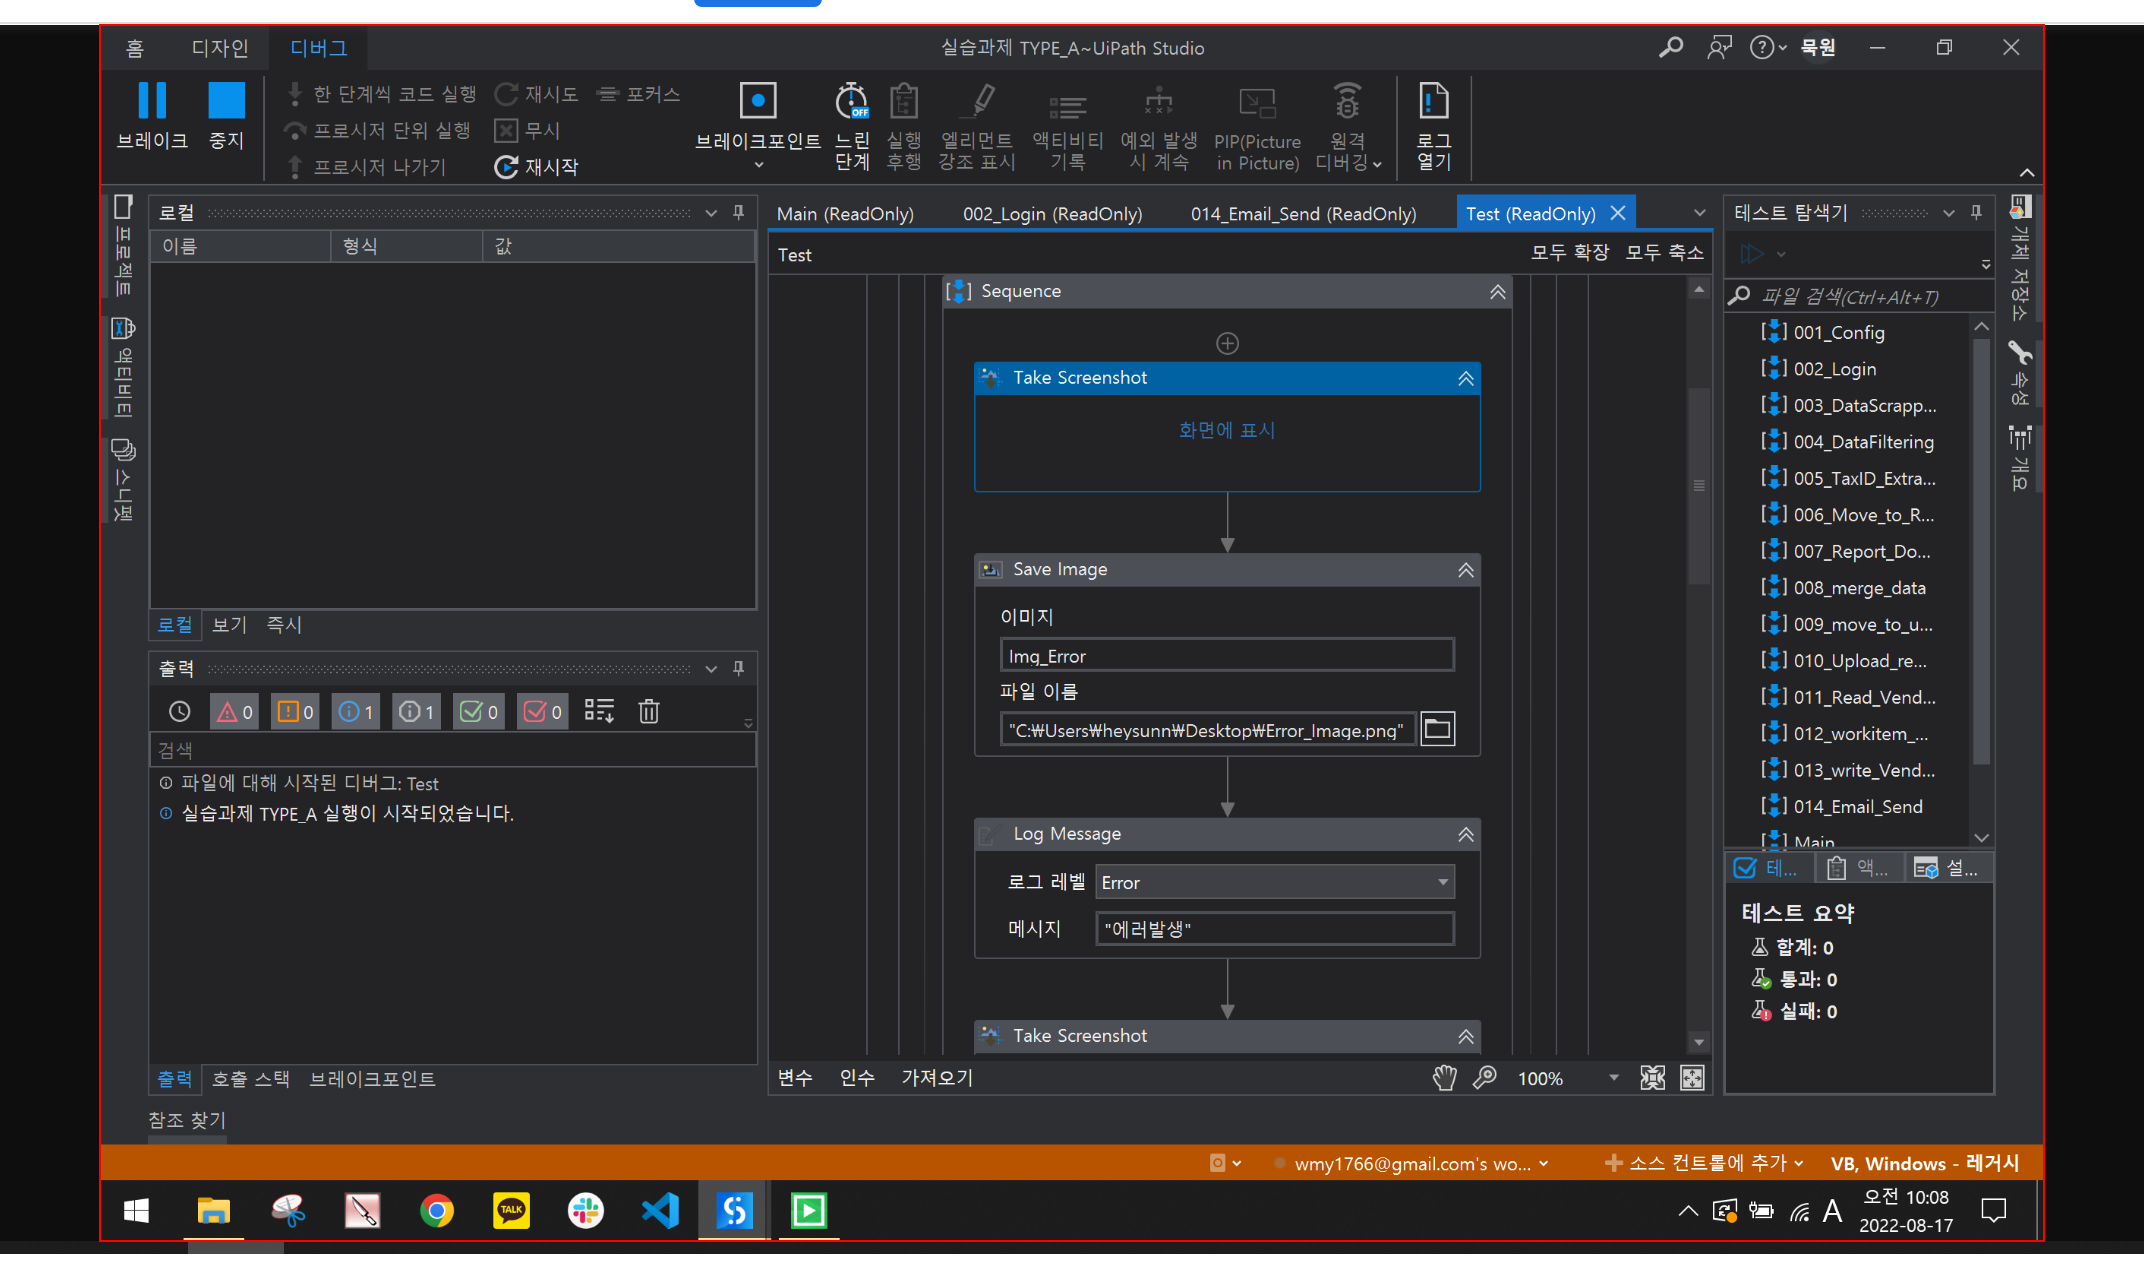 홈 디자인 디버그 실습과제 TYPE_A~UiPath Studio 묵원
브레이크 중지
한 단계씩 코드 실행 재시도 포커스
프로시저 단위 실행 무시
프로시저 나가기 재시작
브레이크포인트
느린 단계
실행 후행
엘리먼트 강조 표시
액티비티 기록
예외 발생 시 계속
PIP(Picture in Picture)
원격 디버깅
로그 열기
OFF
프로젝트
액티비티
스니펫
로컬
이름 형식 값
로컬 보기 즉시
출력
0 0 1 1 0 0
검색
파일에 대해 시작된 디버그: Test
실습과제 TYPE_A 실행이 시작되었습니다.
출력 호출 스택 브레이크포인트
참조 찾기
Main (ReadOnly) 002_Login (ReadOnly) 014_Email_Send (ReadOnly) Test (ReadOnly)
Test 모두 확장 모두 축소
Sequence
Take Screenshot
화면에 표시
Save Image
이미지
Img_Error
파일 이름
"C:₩Users₩heysunn₩Desktop₩Error_Image.png"
Log Message
로그 레벨 Error
메시지 "에러발생"
Take Screenshot
변수 인수 가져오기 100%
테스트 탐색기
파일 검색(Ctrl+Alt+T)
001_Config
002_Login
003_DataScrapp...
004_DataFiltering
005_TaxID_Extra...
006_Move_to_R...
007_Report_Do...
008_merge_data
009_move_to_u...
010_Upload_re...
011_Read_Vend...
012_workitem_...
013_write_Vend...
014_Email_Send
Main
테... 액... 설...
테스트 요약
합계: 0
통과: 0
실패: 0
개체 저장소
속성
개요
wmy1766@gmail.com's wo... 소스 컨트롤에 추가 VB, Windows - 레거시
TALK
A
오전 10:08
2022-08-17